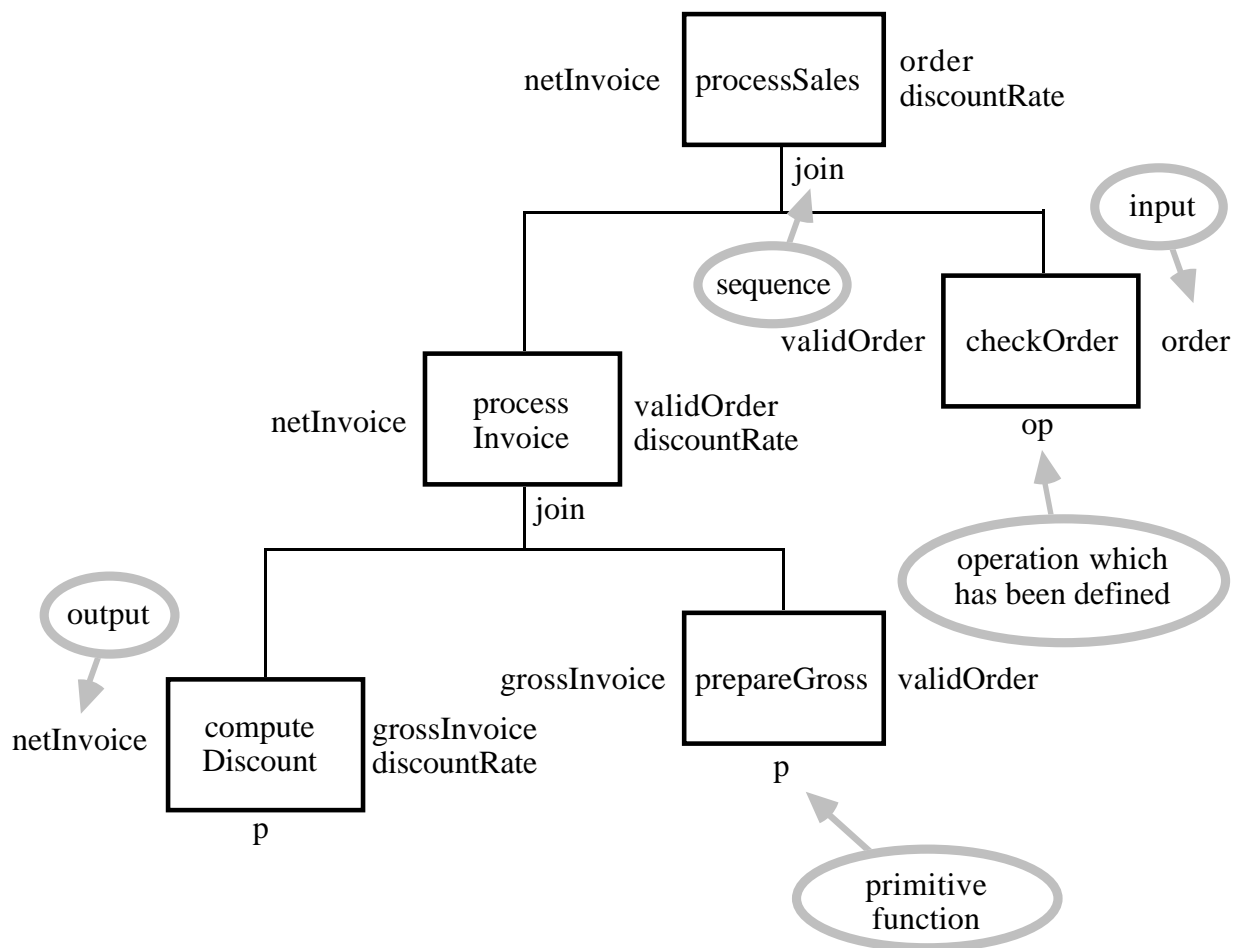 netInvoice
processSales
order
discountRate
join
input
sequence
validOrder
checkOrder
order
op
netInvoice
process
Invoice
validOrder
discountRate
join
operation which
has been defined
output
grossInvoice
prepareGross
validOrder
p
netInvoice
compute
Discount
grossInvoice
discountRate
p
primitive
function